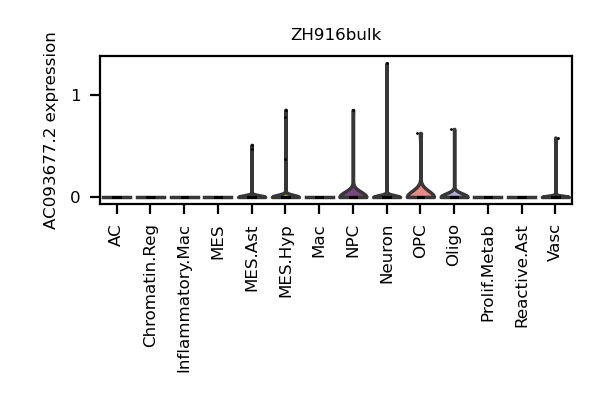 ZH916bulk
AC093677.2 expression
1
0
AC
Chromatin.Reg
Inflammatory.Mac
MES
MES.Ast
MES.Hyp
Mac
NPC
Neuron
OPC
Oligo
Prolif.Metab
Reactive.Ast
Vasc